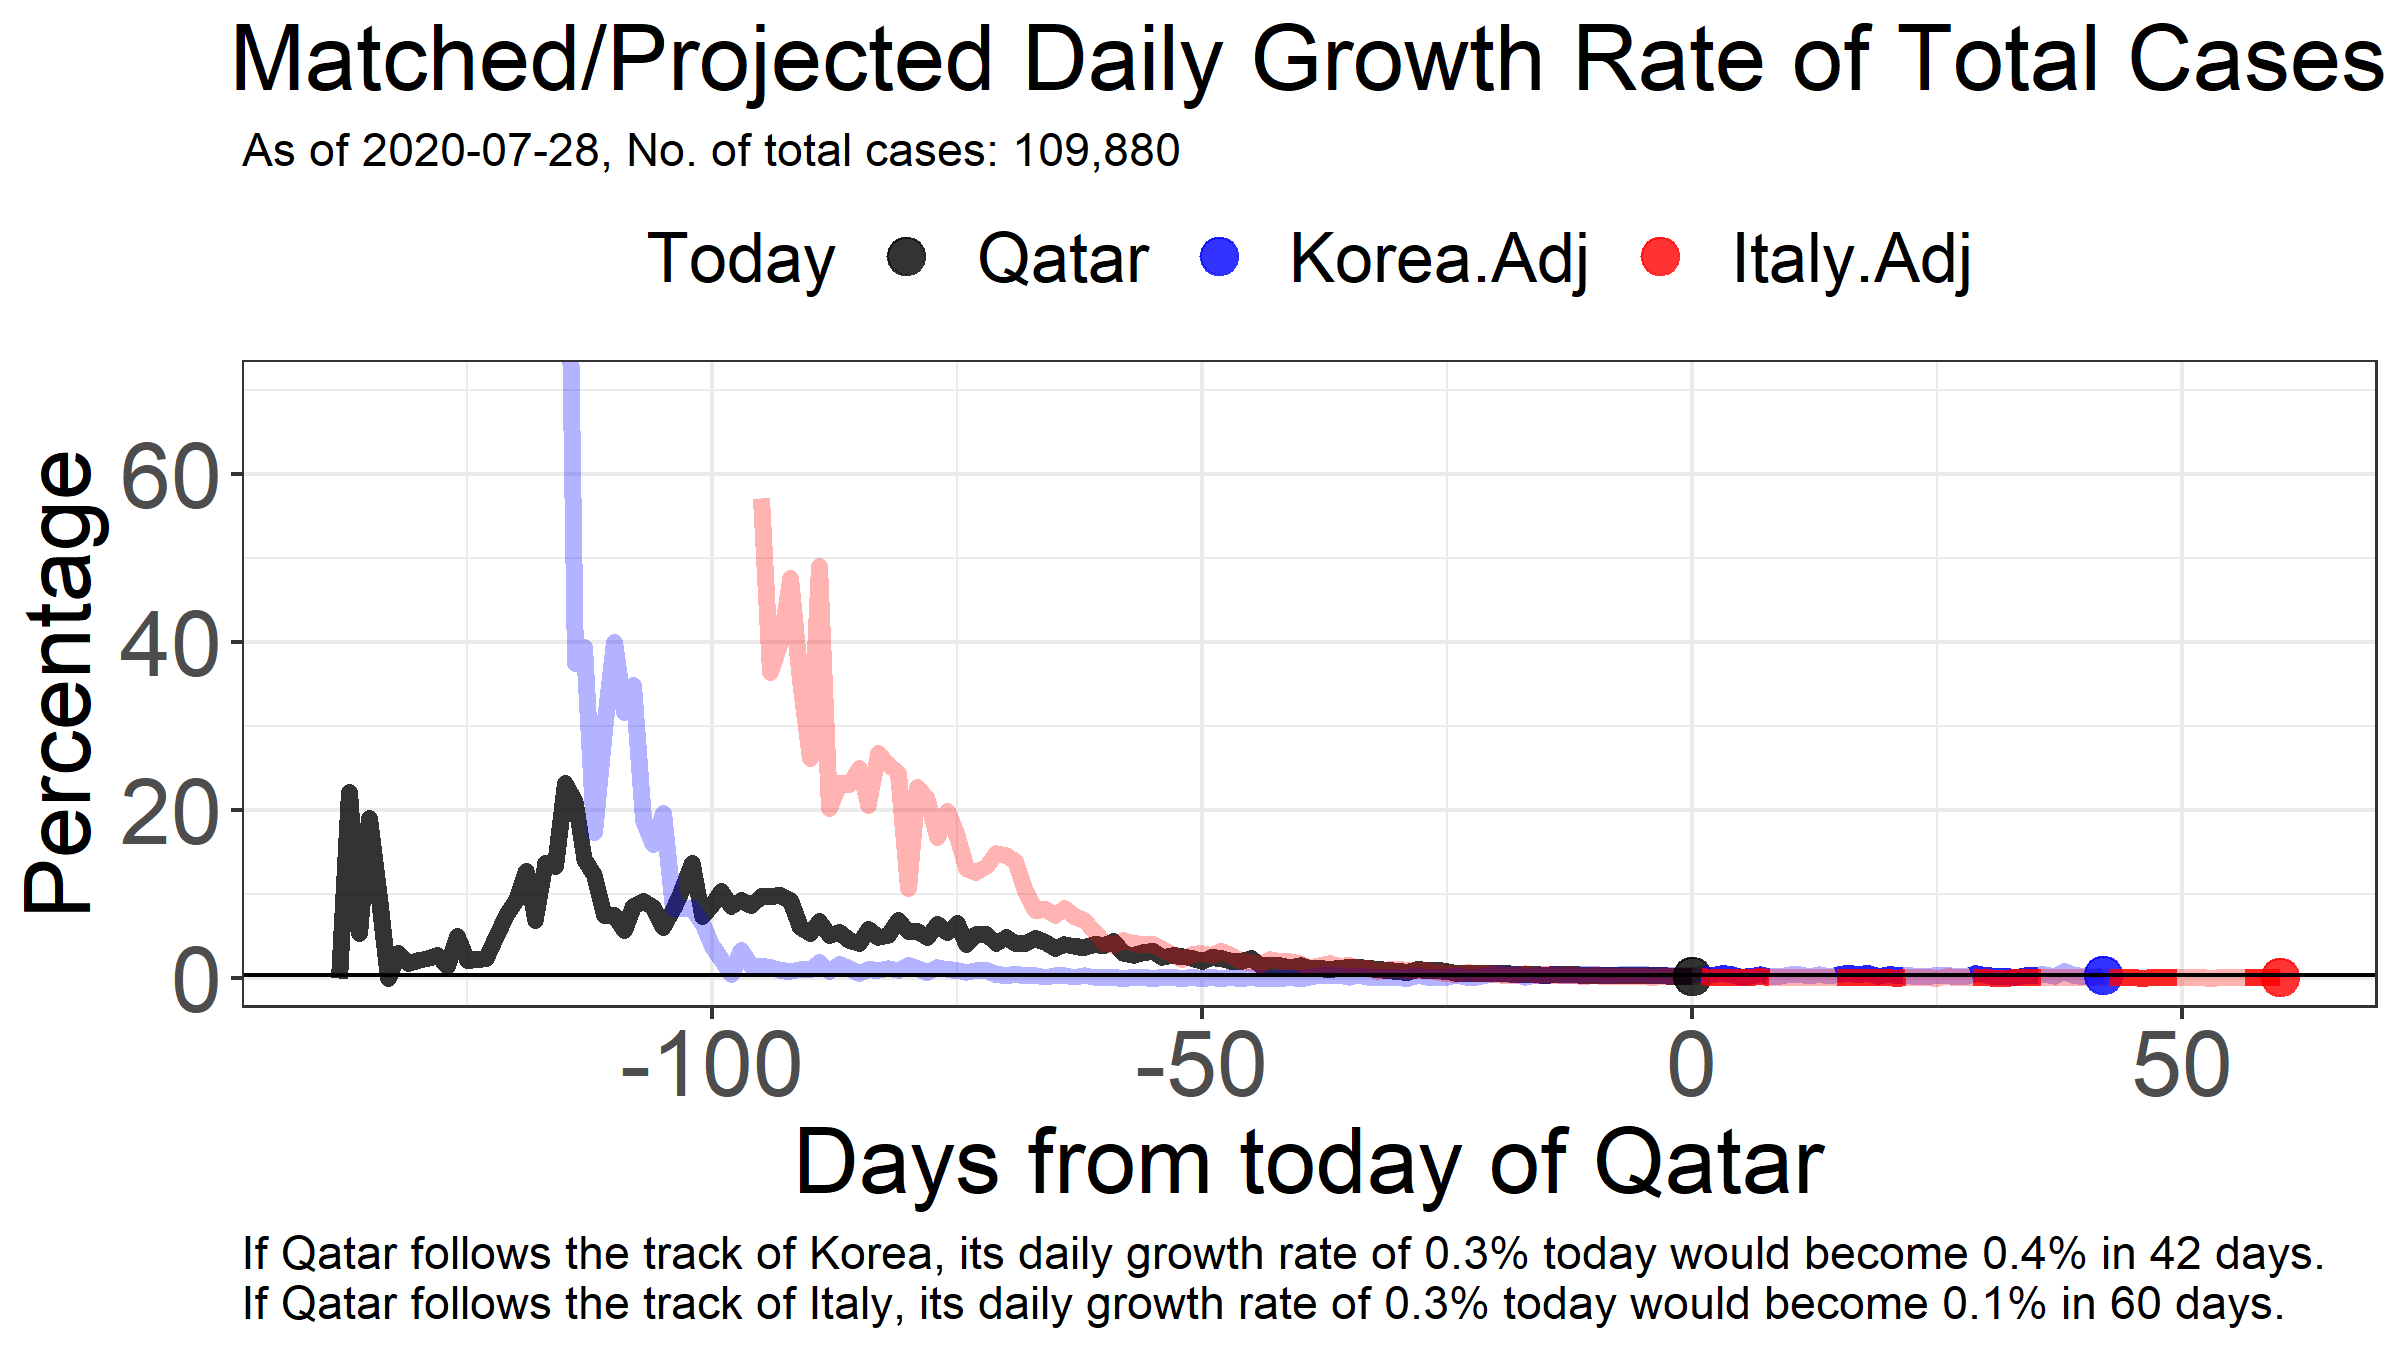 Matched/Projected Daily Growth Rate of Total Cases
As of 2020-07-28, No. of total cases: 109,880
Today Qatar Korea.Adj Italy.Adj
Percentage
60
40
20
0
-100 -50 0 50
Days from today of Qatar
If Qatar follows the track of Korea, its daily growth rate of 0.3% today would become 0.4% in 42 days.
If Qatar follows the track of Italy, its daily growth rate of 0.3% today would become 0.1% in 60 days.